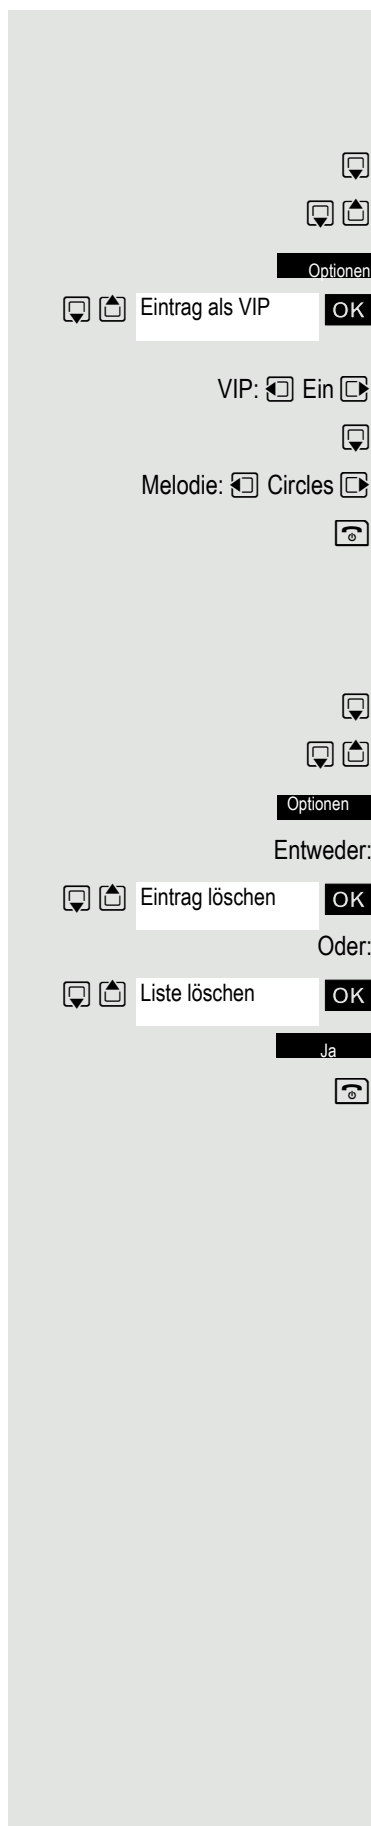 Optionen
Eintrag als VIP OK
VIP: Ein
Melodie: Circles
Optionen
Entweder:
Eintrag löschen OK
Oder:
Liste löschen OK
Ja